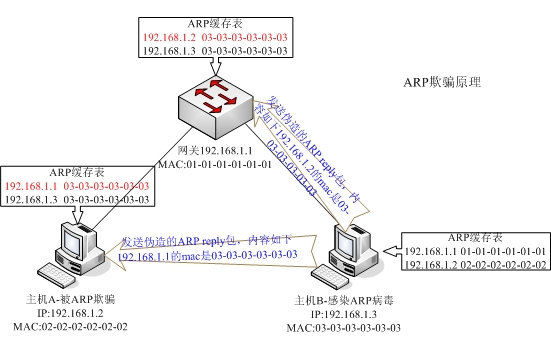 ARP缓存表
192.168.1.2 03-03-03-03-03-03
192.168.1.3 03-03-03-03-03-03
ARP欺骗原理
网关192.168.1.1
MAC:01-01-01-01-01-01
发送伪造的ARP reply包，内
容如下192.168.1.2的mac是03-
03-03-03-03-03
ARP缓存表
192.168.1.1 03-03-03-03-03-03
192.168.1.3 03-03-03-03-03-03
发送伪造的ARP reply包，内容如下
192.168.1.1的mac是03-03-03-03-03-03
ARP缓存表
192.168.1.1 01-01-01-01-01-01
192.168.1.2 02-02-02-02-02-02
主机A-被ARP欺骗
IP:192.168.1.2
MAC:02-02-02-02-02-02
主机B-感染ARP病毒
IP:192.168.1.3
MAC:03-03-03-03-03-03